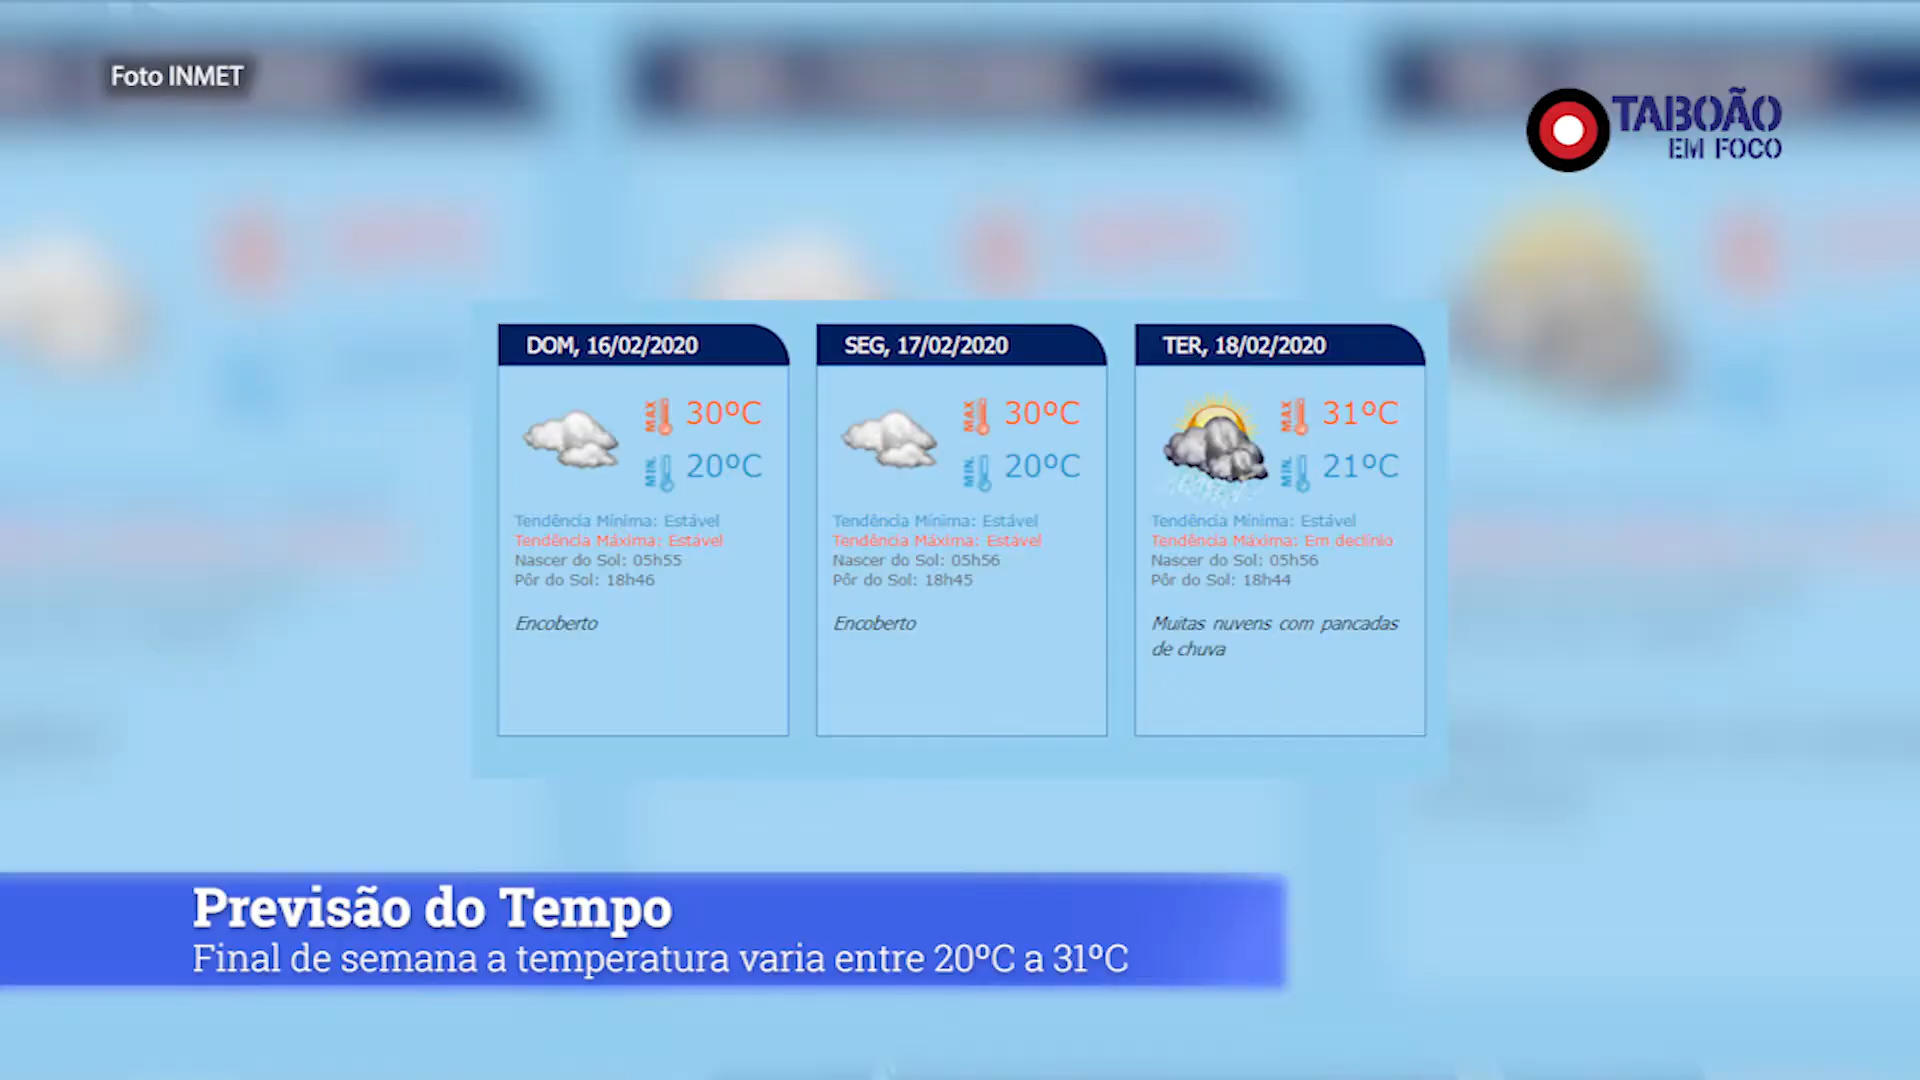 Foto INMET
TABOÃO
EM FOCO
DOM, 16/02/2020
MAX 30ºC
MIN. 20ºC
Tendência Mínima: Estável
Tendência Máxima: Estável
Nascer do Sol: 05h55
Pôr do Sol: 18h46
Encoberto
SEG, 17/02/2020
MAX 30ºC
MIN. 20ºC
Tendência Mínima: Estável
Tendência Máxima: Estável
Nascer do Sol: 05h56
Pôr do Sol: 18h45
Encoberto
TER, 18/02/2020
MAX 31ºC
MIN. 21ºC
Tendência Mínima: Estável
Tendência Máxima: Em declínio
Nascer do Sol: 05h56
Pôr do Sol: 18h44
Muitas nuvens com pancadas
de chuva
Previsão do Tempo
Final de semana a temperatura varia entre 20ºC a 31ºC